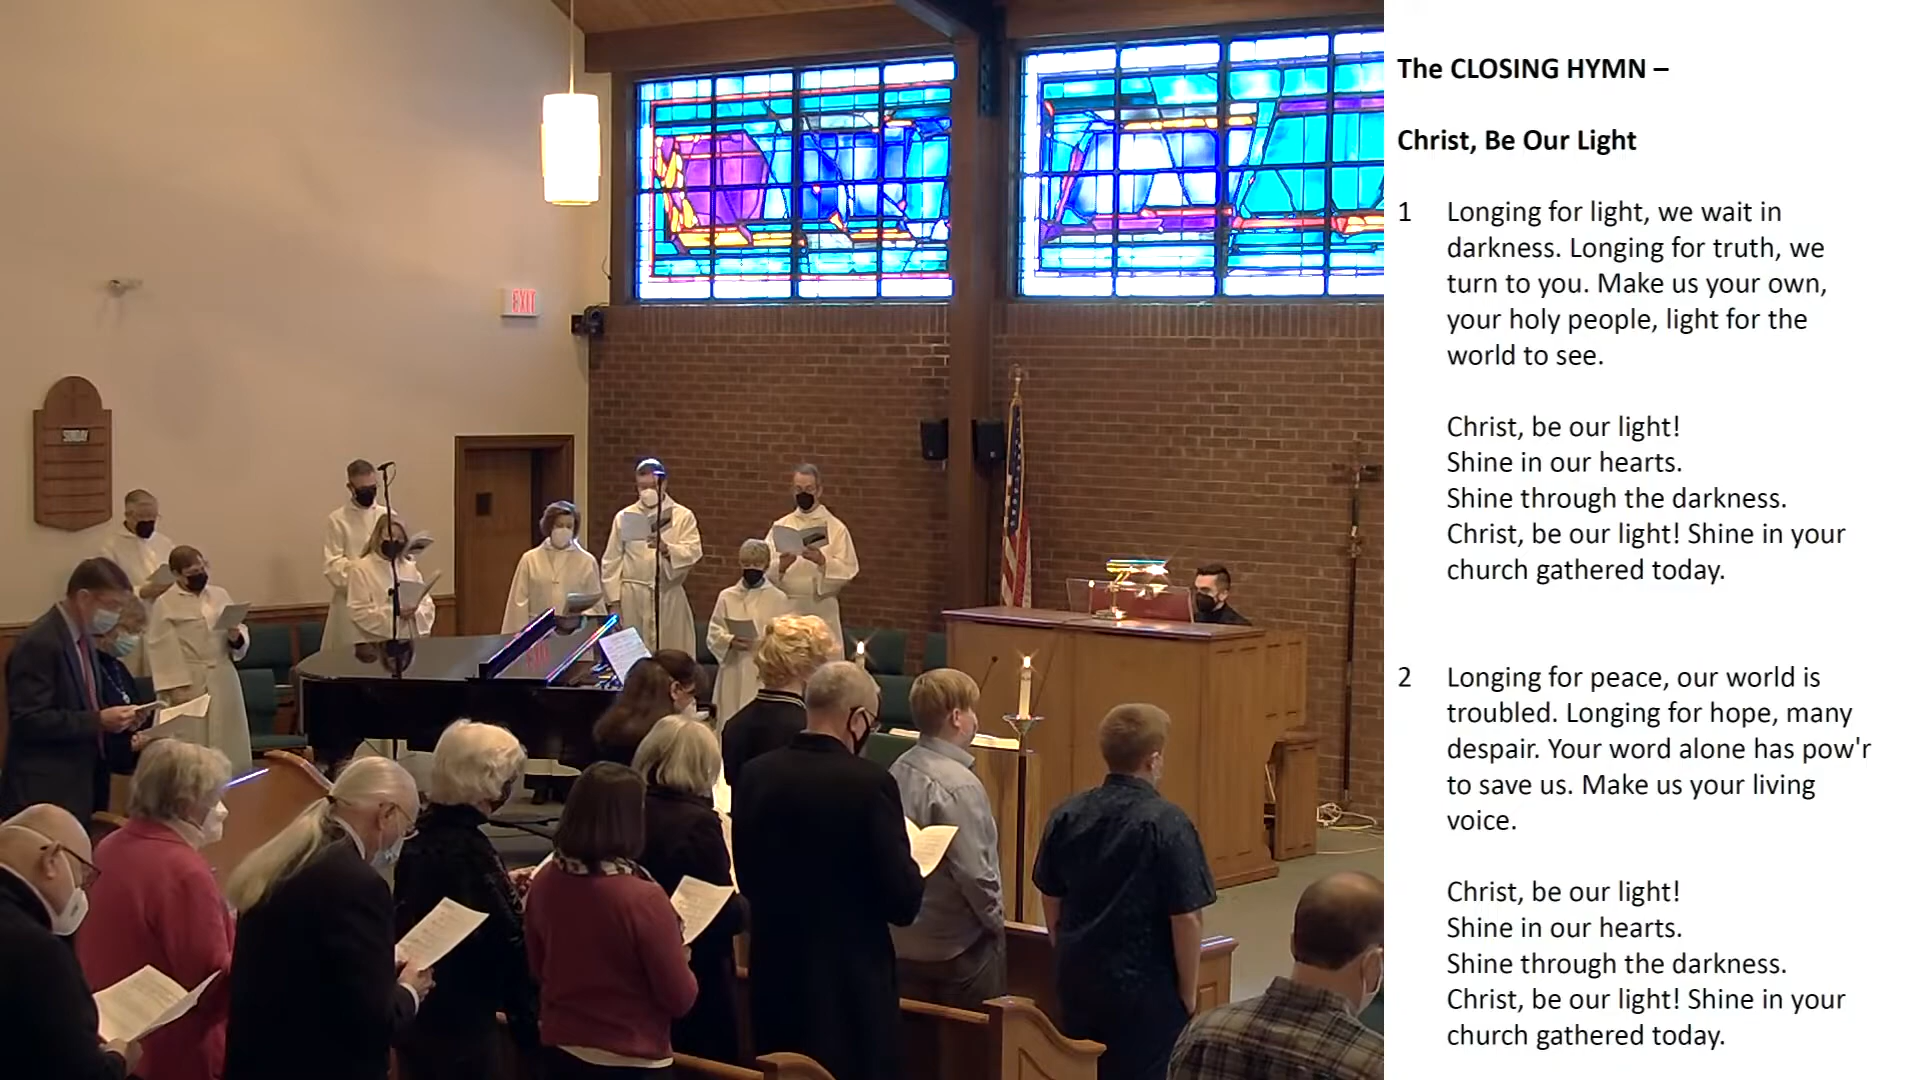 The CLOSING HYMN –
Christ, Be Our Light
1 Longing for light, we wait in
darkness. Longing for truth, we
turn to you. Make us your own,
your holy people, light for the
world to see.
Christ, be our light!
Shine in our hearts.
Shine through the darkness.
Christ, be our light! Shine in your
church gathered today.
2 Longing for peace, our world is
troubled. Longing for hope, many
despair. Your word alone has pow'r
to save us. Make us your living
voice.
Christ, be our light!
Shine in our hearts.
Shine through the darkness.
Christ, be our light! Shine in your
church gathered today.
EXIT
SUNDAY